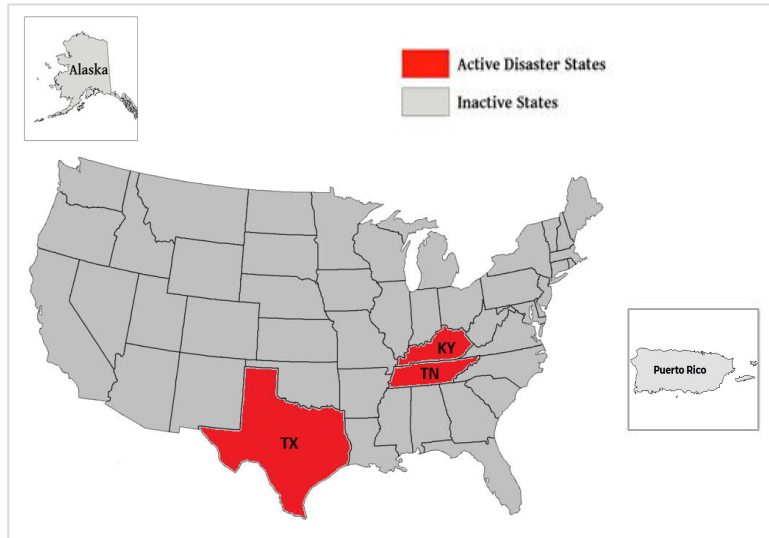 Alaska
Active Disaster States
Inactive States
KY
TN
Puerto Rico
TX